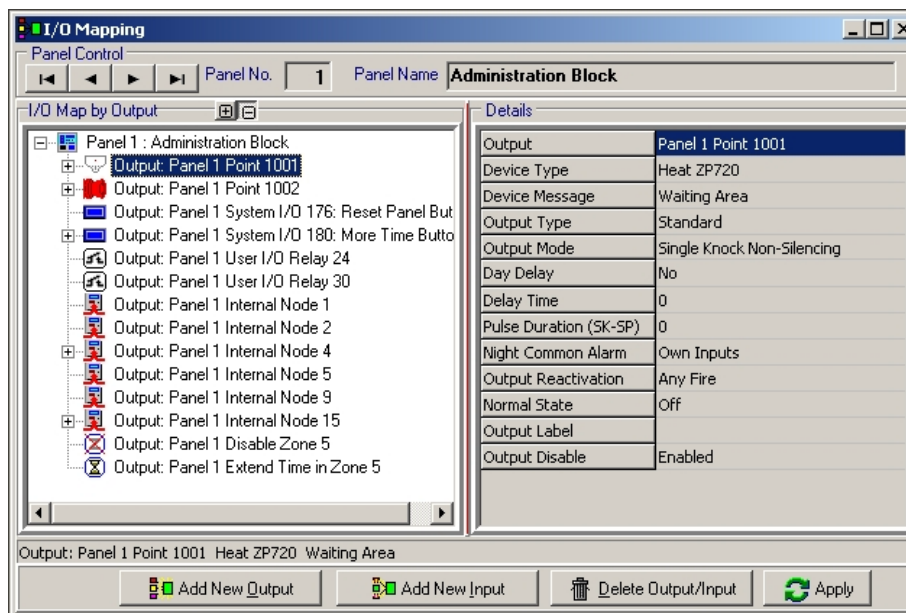 I/O Mapping
Panel Control
Panel No. 1 Panel Name Administration Block
I/O Map by Output
Panel 1 : Administration Block
Output: Panel 1 Point 1001
Output: Panel 1 Point 1002
Output: Panel 1 System I/O 176: Reset Panel But
Output: Panel 1 System I/O 180: More Time Butto
Output: Panel 1 User I/O Relay 24
Output: Panel 1 User I/O Relay 30
Output: Panel 1 Internal Node 1
Output: Panel 1 Internal Node 2
Output: Panel 1 Internal Node 4
Output: Panel 1 Internal Node 5
Output: Panel 1 Internal Node 9
Output: Panel 1 Internal Node 15
Output: Panel 1 Disable Zone 5
Output: Panel 1 Extend Time in Zone 5
Details
Output Panel 1 Point 1001
Device Type Heat ZP720
Device Message Waiting Area
Output Type Standard
Output Mode Single Knock Non-Silencing
Day Delay No
Delay Time 0
Pulse Duration (SK-SP) 0
Night Common Alarm Own Inputs
Output Reactivation Any Fire
Normal State Off
Output Label
Output Disable Enabled
Output: Panel 1 Point 1001 Heat ZP720 Waiting Area
Add New Output Add New Input Delete Output/Input Apply